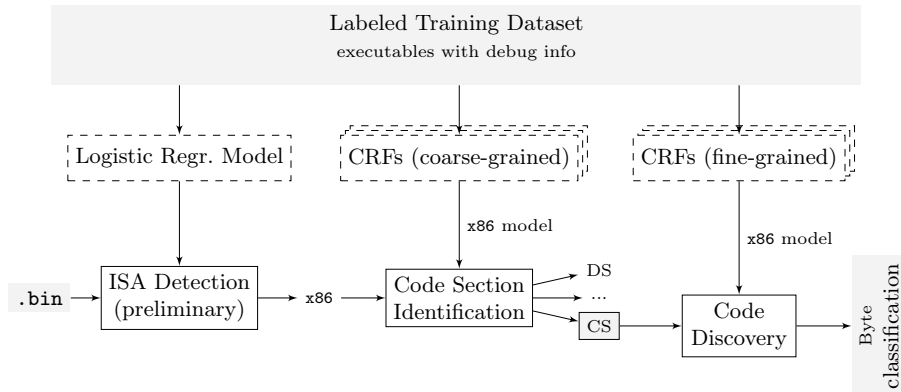 Labeled Training Dataset
executables with debug info
Logistic Regr. Model
CRFs (coarse-grained)
CRFs (fine-grained)
x86 model
x86 model
.bin
ISA Detection
(preliminary)
x86
Code Section
Identification
DS
...
CS
Code
Discovery
Byte
classification